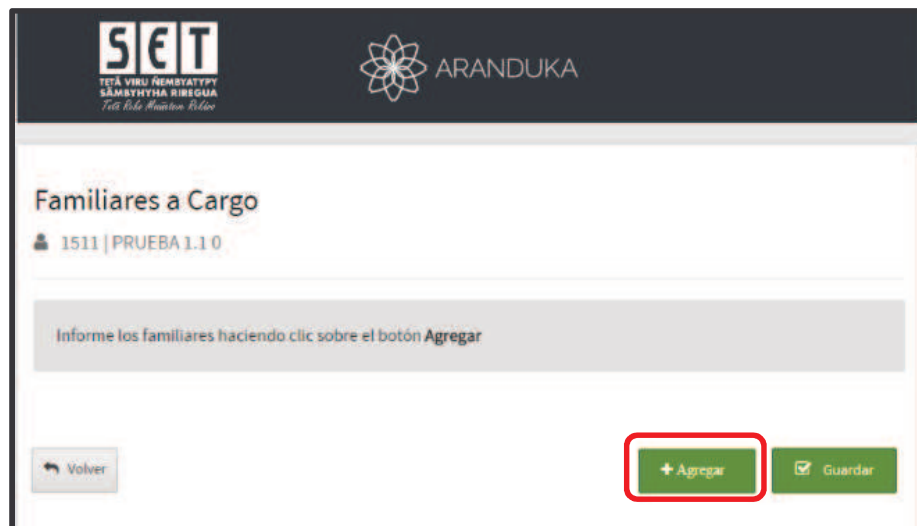 SET
TETÃ VIRU ÑEMBYATYPY
SÃMBYHYHA RIREGUA
ARANDUKA
Familiares a Cargo
1511 | PRUEBA 1.1 0
Informe los familiares haciendo clic sobre el botón Agregar
Volver
+ Agregar
Guardar